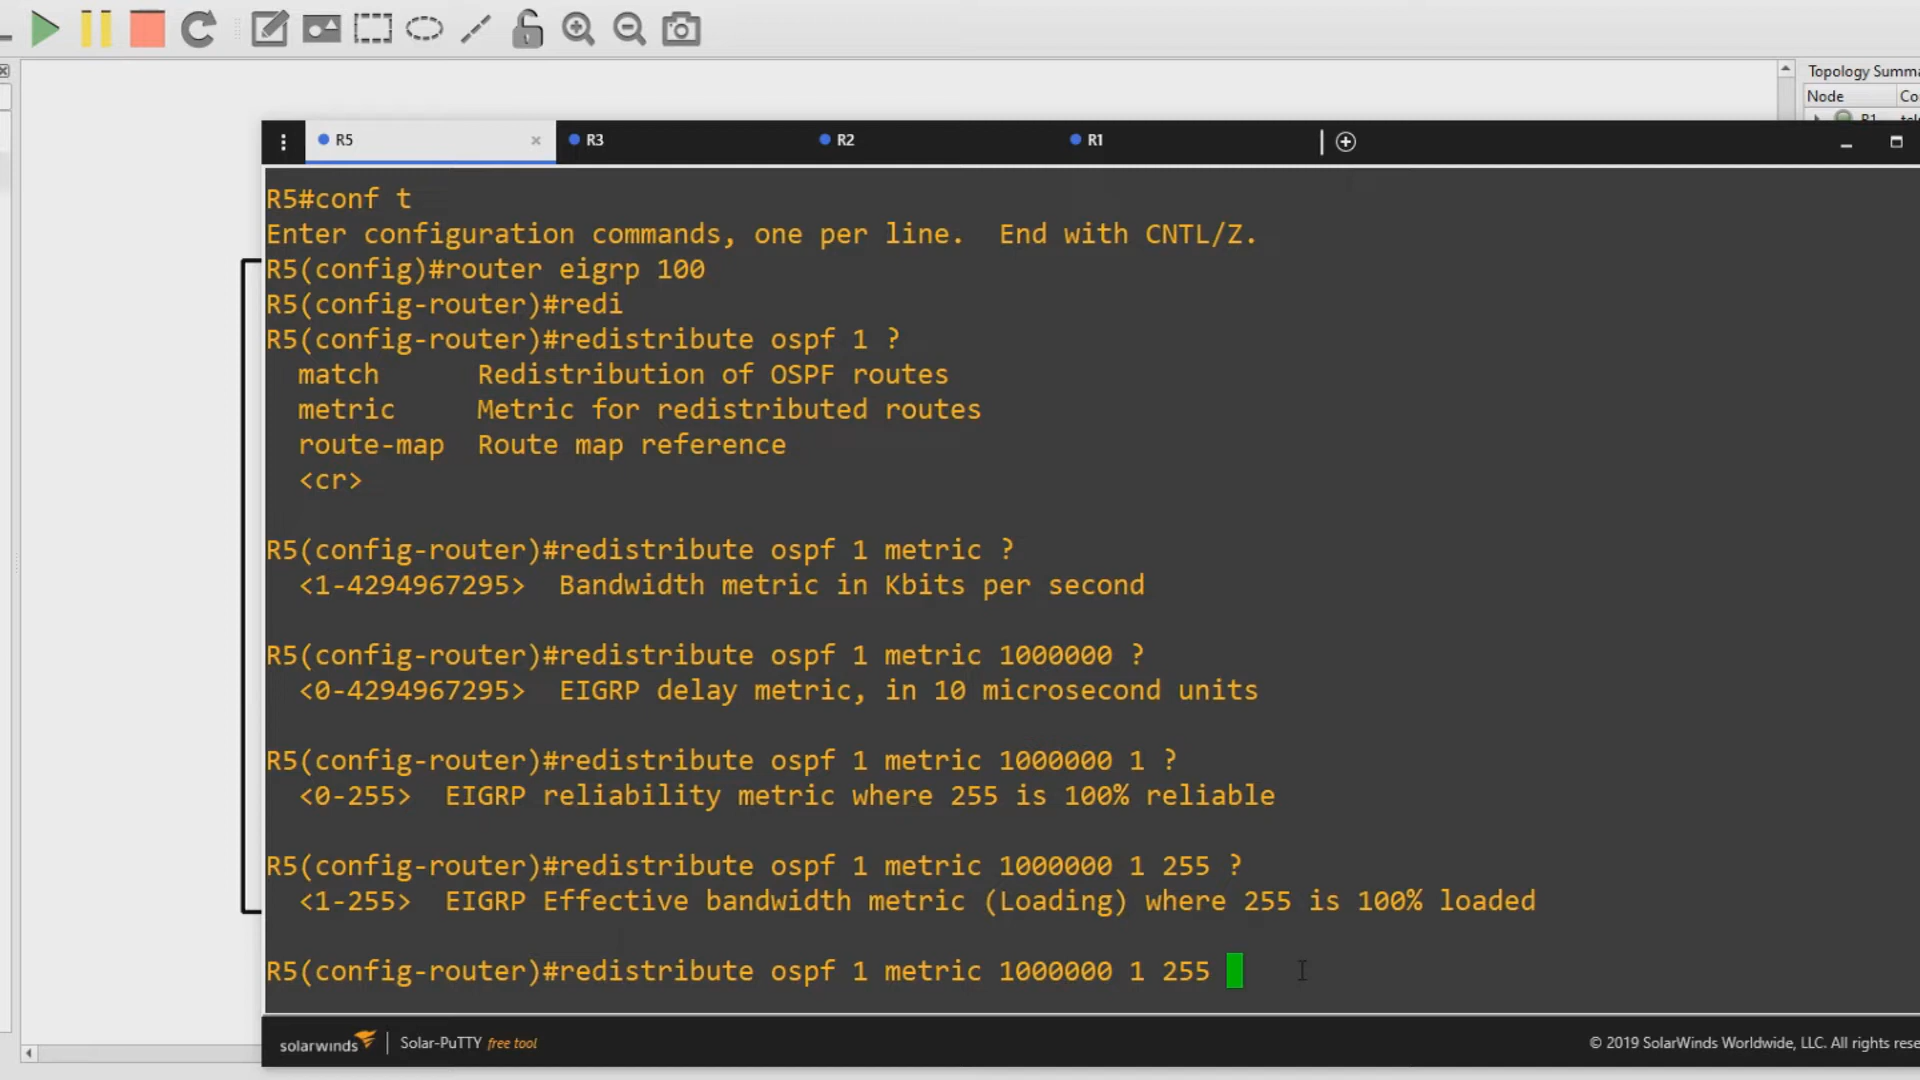 Topology Summa
Node Co
R5 R3 R2 R1
R5#conf t
Enter configuration commands, one per line.  End with CNTL/Z.
R5(config)#router eigrp 100
R5(config-router)#redi
R5(config-router)#redistribute ospf 1 ?
match Redistribution of OSPF routes
metric Metric for redistributed routes
route-map Route map reference
<cr>
R5(config-router)#redistribute ospf 1 metric ?
<1-4294967295> Bandwidth metric in Kbits per second
R5(config-router)#redistribute ospf 1 metric 1000000 ?
<0-4294967295> EIGRP delay metric, in 10 microsecond units
R5(config-router)#redistribute ospf 1 metric 1000000 1 ?
<0-255> EIGRP reliability metric where 255 is 100% reliable
R5(config-router)#redistribute ospf 1 metric 1000000 1 255 ?
<1-255> EIGRP Effective bandwidth metric (Loading) where 255 is 100% loaded
R5(config-router)#redistribute ospf 1 metric 1000000 1 255
solarwinds Solar-PuTTY free tool © 2019 SolarWinds Worldwide, LLC. All rights rese